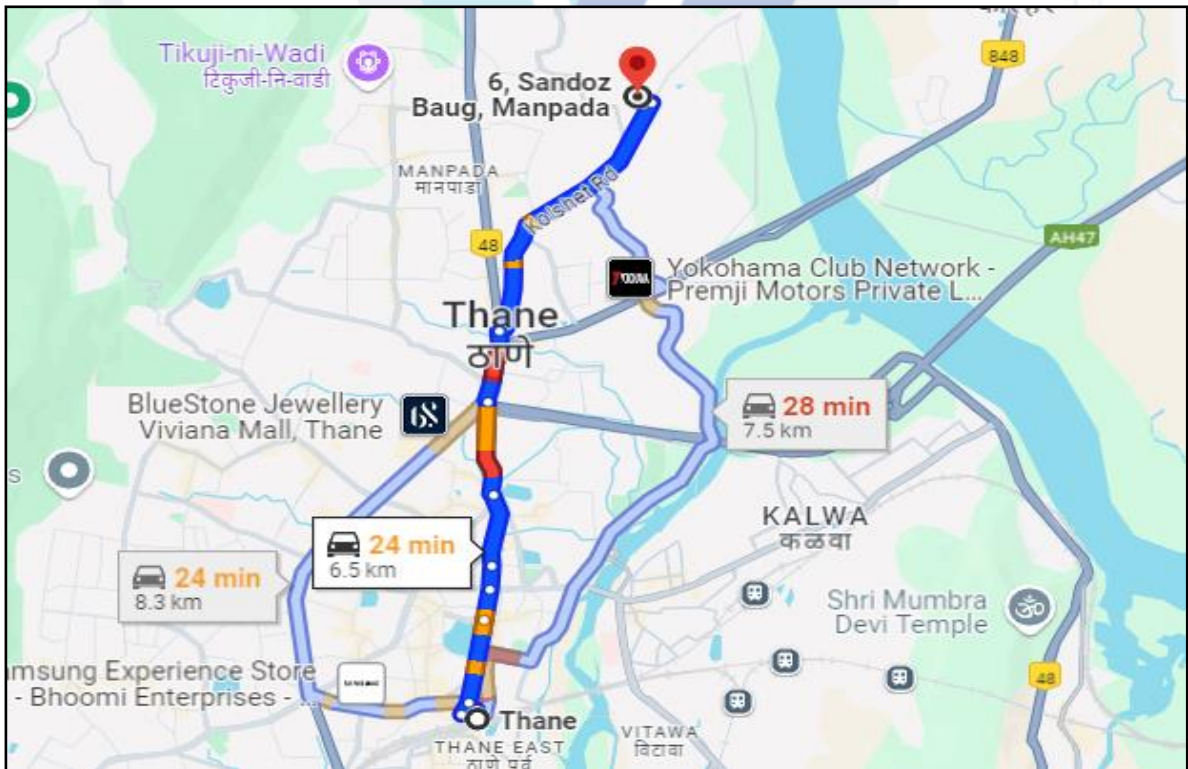 848
Tikuji-ni-Wadi
टिकुजी-नि-वाडी
6, Sandoz
Baug, Manpada
MANPADA
मानपाडा
Kolshet Rd
48
AH47
Yokohama Club Network -
Premji Motors Private L...
Thane
ठाणे
BlueStone Jewellery
Viviana Mall, Thane
28 min
7.5 km
s
KALWA
कळवा
24 min
6.5 km
24 min
8.3 km
Shri Mumbra
Devi Temple
amsung Experience Store
- Bhoomi Enterprises - ...
48
Thane
THANE EAST
ठाणे पूर्व
VITAWA
विटावा